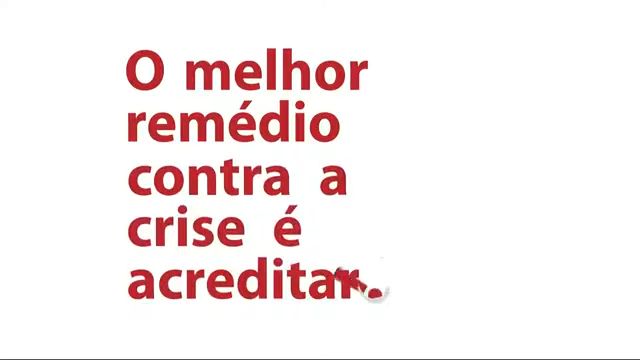 O melhor
remédio
contra a
crise é
acreditar.